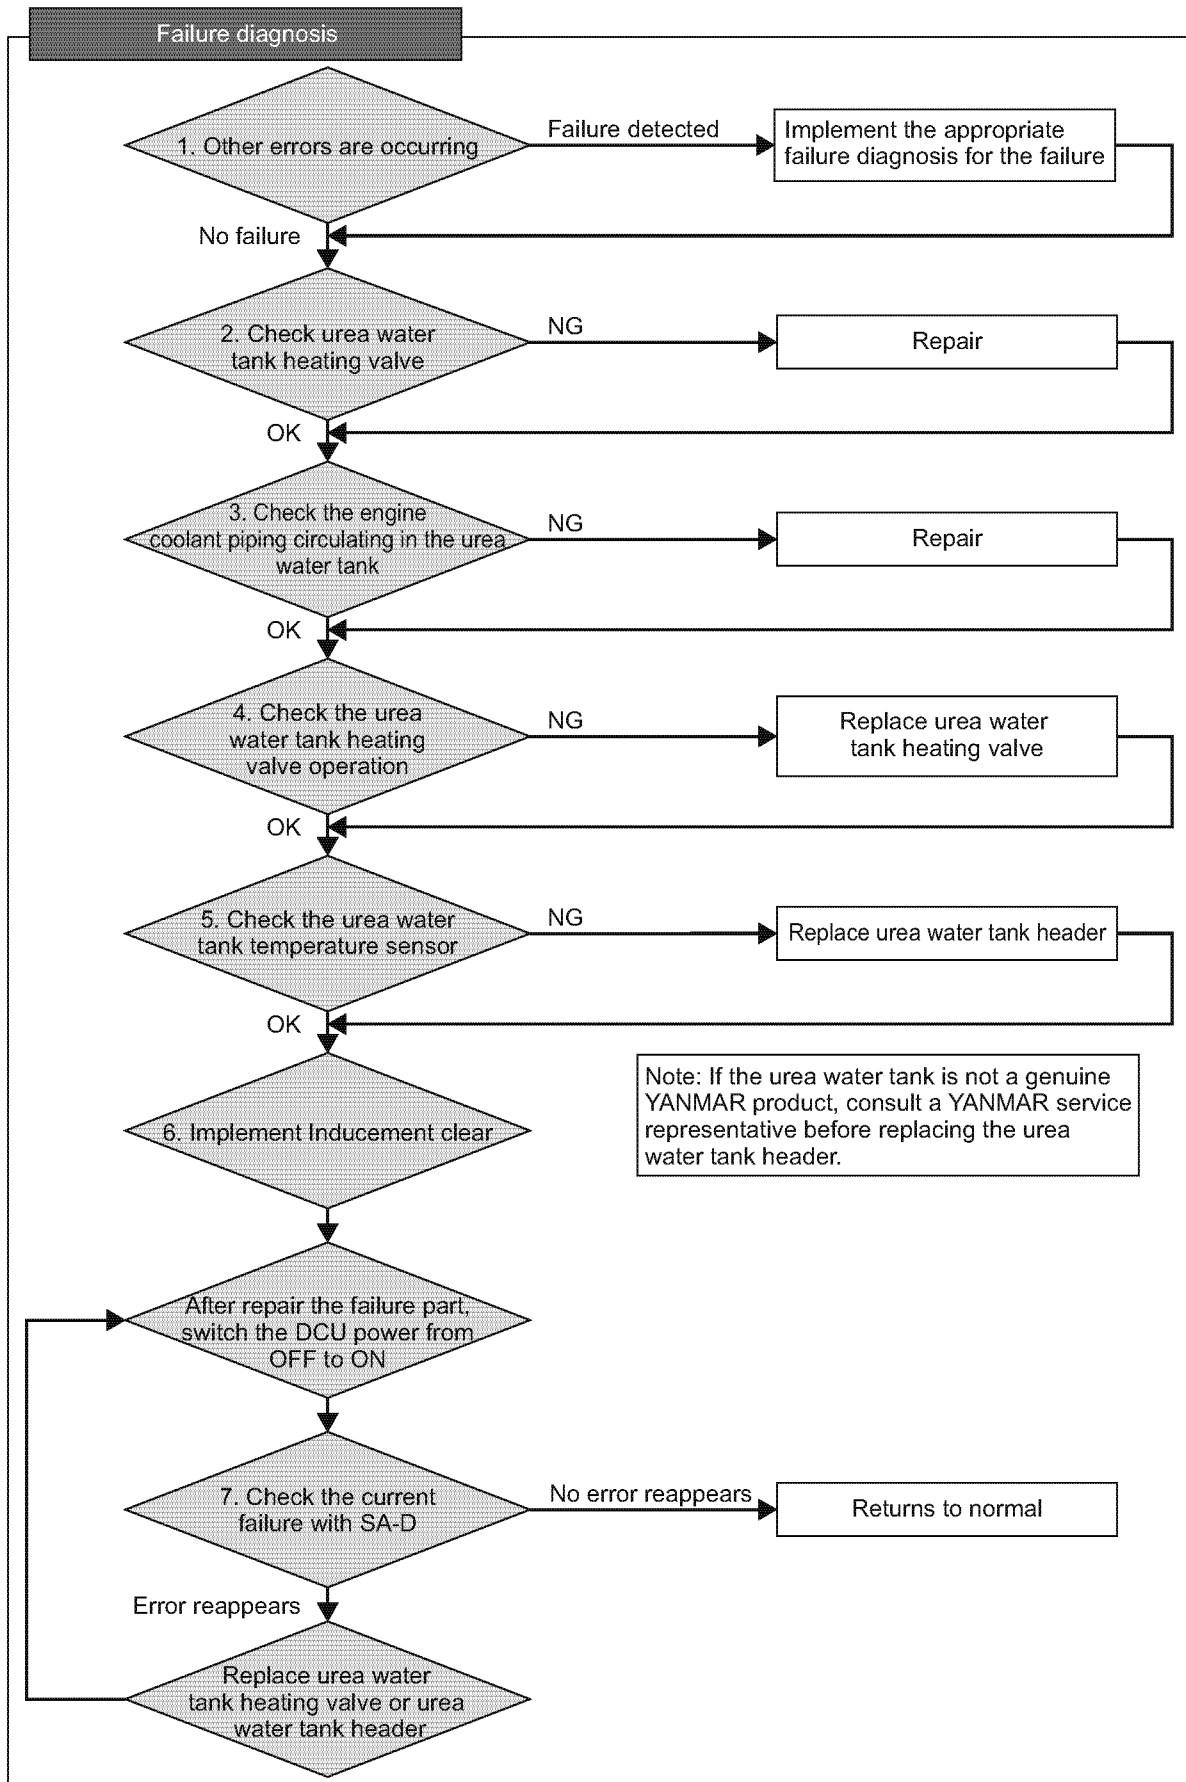 Failure diagnosis
1. Other errors are occurring
Failure detected
Implement the appropriate
failure diagnosis for the failure
No failure
2. Check urea water
tank heating valve
NG
Repair
OK
3. Check the engine
coolant piping circulating in the urea
water tank
NG
Repair
OK
4. Check the urea
water tank heating
valve operation
NG
Replace urea water
tank heating valve
OK
5. Check the urea water
tank temperature sensor
NG
Replace urea water tank header
OK
6. Implement Inducement clear
Note: If the urea water tank is not a genuine
YANMAR product, consult a YANMAR service
representative before replacing the urea
water tank header.
After repair the failure part,
switch the DCU power from
OFF to ON
7. Check the current
failure with SA-D
No error reappears
Returns to normal
Error reappears
Replace urea water
tank heating valve or urea
water tank header